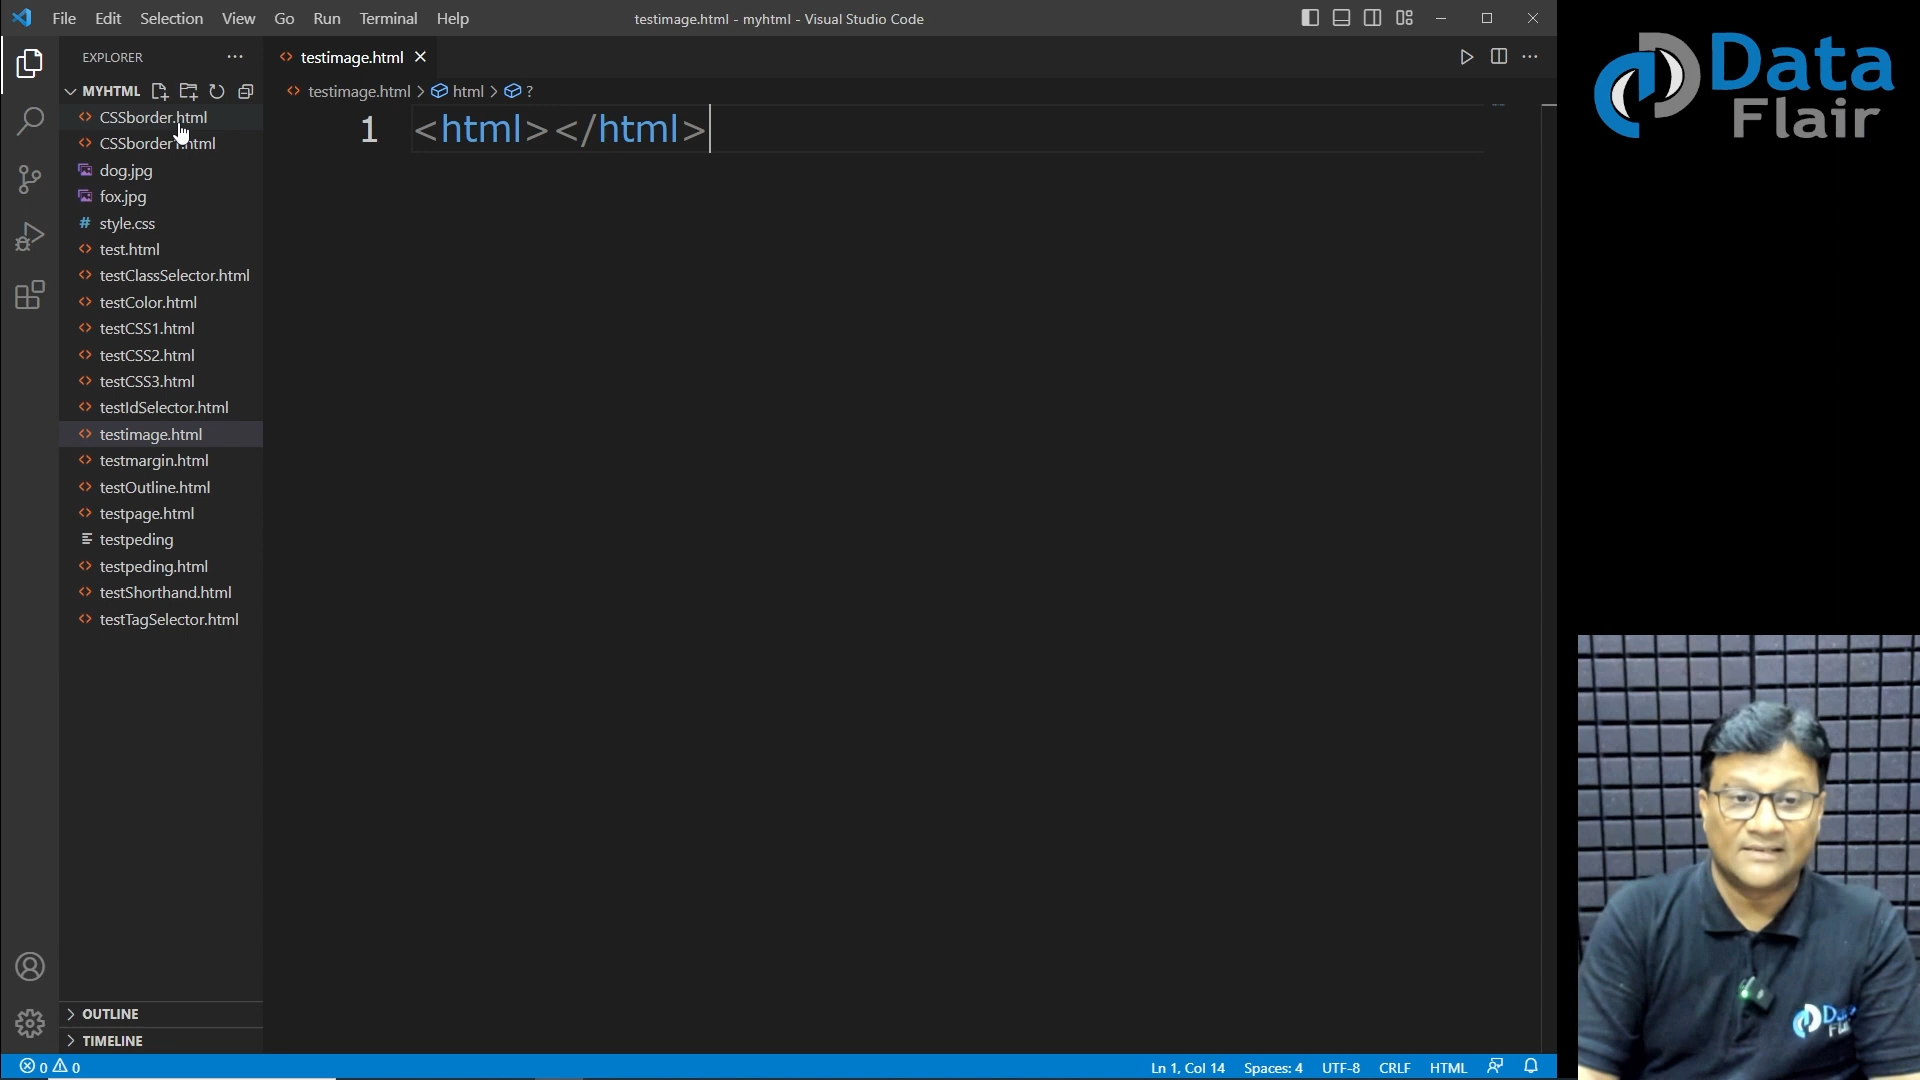 File Edit Selection View Go Run Terminal Help
testimage.html - myhtml - Visual Studio Code
EXPLORER
MYHTML
CSSborder.html
CSSborder1.html
dog.jpg
fox.jpg
style.css
test.html
testClassSelector.html
testColor.html
testCSS1.html
testCSS2.html
testCSS3.html
testIdSelector.html
testimage.html
testmargin.html
testOutline.html
testpage.html
testpeding
testpeding.html
testShorthand.html
testTagSelector.html
OUTLINE
TIMELINE
testimage.html
testimage.html > html > ?
1 <html></html>
0 0
Ln 1, Col 14 Spaces: 4 UTF-8 CRLF HTML
Data
Flair